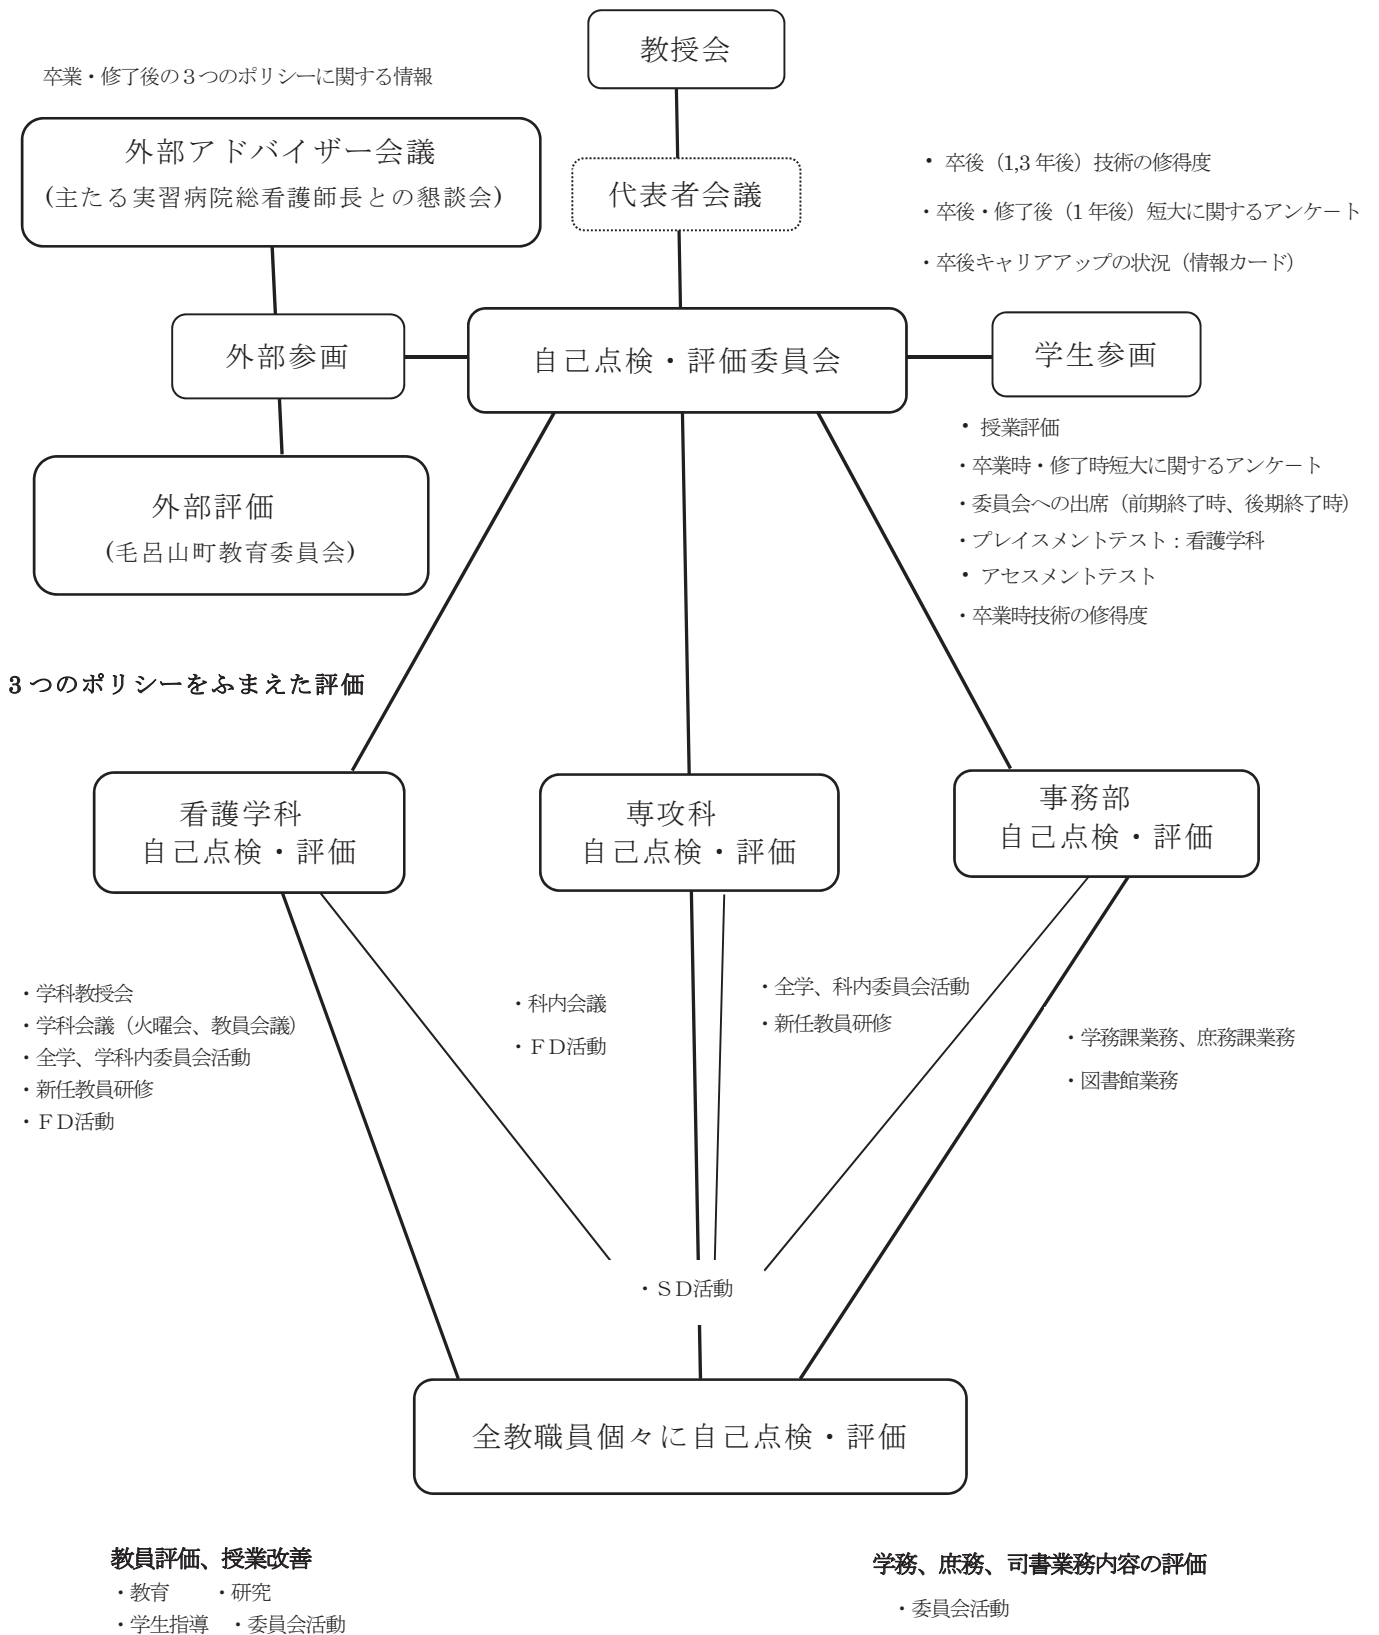 教授会
卒業・修了後の３つのポリシーに関する情報
外部アドバイザー会議
(主たる実習病院総看護師長との懇談会)
代表者会議
・ 卒後（1,3 年後）技術の修得度
・卒後・修了後（1 年後）短大に関するアンケート
・卒後キャリアアップの状況（情報カード）
外部参画
自己点検・評価委員会
学生参画
・ 授業評価
・卒業時・修了時短大に関するアンケート
・委員会への出席（前期終了時、後期終了時）
・プレイスメントテスト：看護学科
・ アセスメントテスト
・卒業時技術の修得度
外部評価
(毛呂山町教育委員会)
3 つのポリシーをふまえた評価
看護学科
自己点検・評価
専攻科
自己点検・評価
事務部
自己点検・評価
・学科教授会
・学科会議（火曜会、教員会議）
・全学、学科内委員会活動
・新任教員研修
・ＦＤ活動
・科内会議
・ＦＤ活動
・全学、科内委員会活動
・新任教員研修
・学務課業務、庶務課業務
・図書館業務
・ＳＤ活動
全教職員個々に自己点検・評価
教員評価、授業改善
・教育　　・研究
・学生指導　・委員会活動
学務、庶務、司書業務内容の評価
・委員会活動